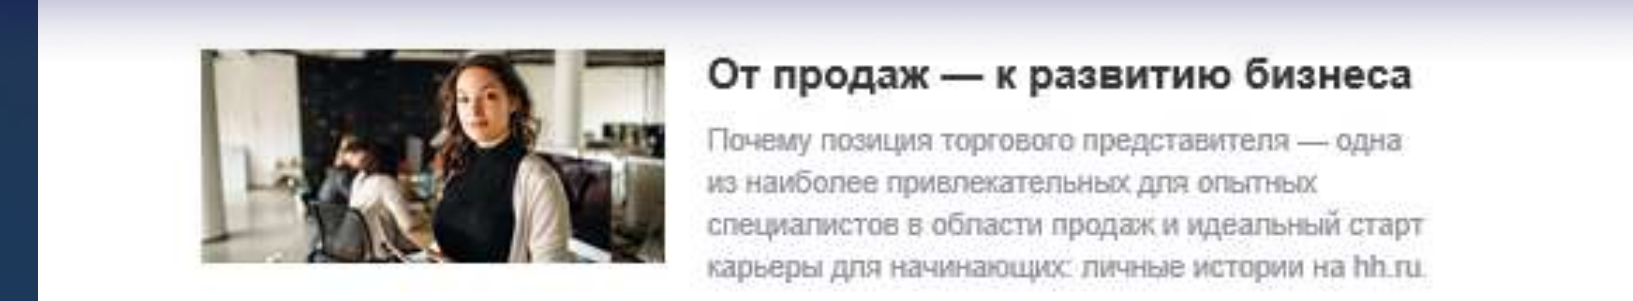 От продаж — к развитию бизнеса
Почему позиция торгового представителя — одна
из наиболее привлекательных для опытных
специалистов в области продаж и идеальный старт
карьеры для начинающих: личные истории на hh.ru.